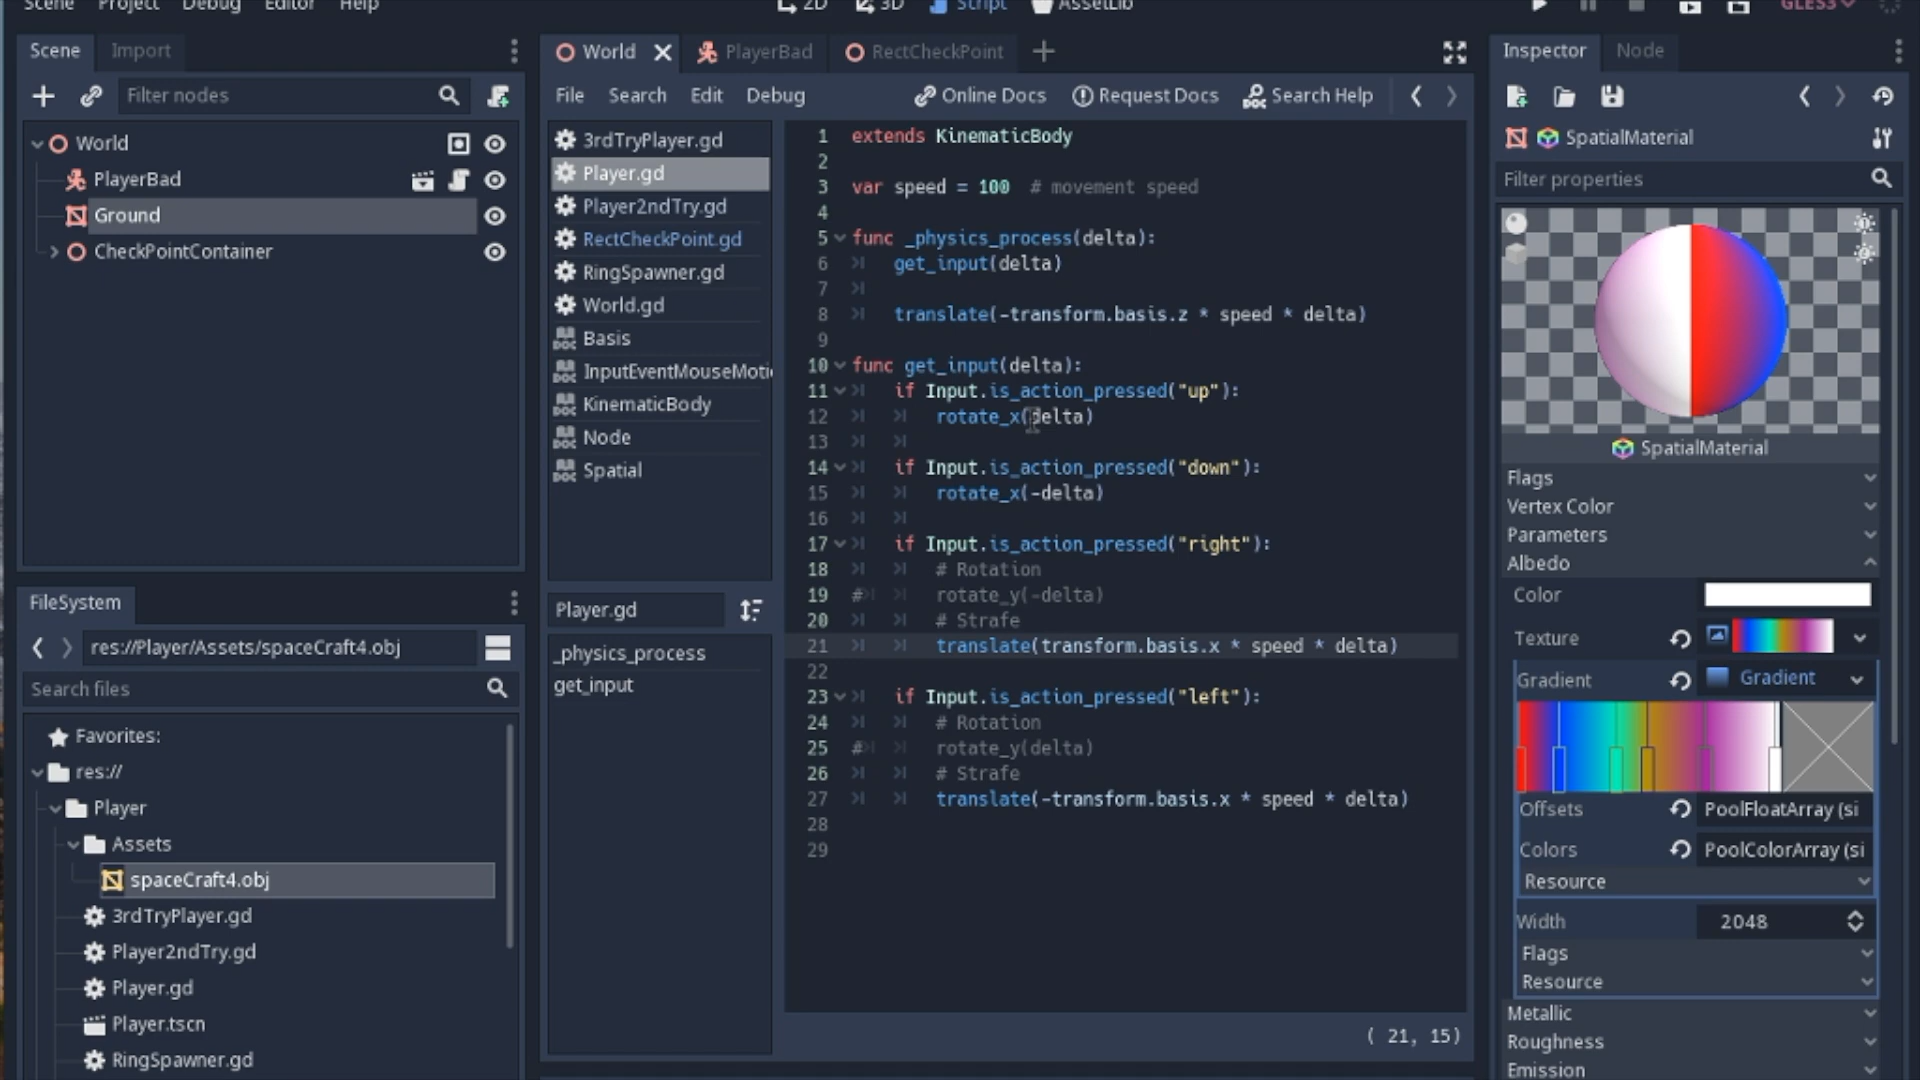 Scene Project Debug Editor Help
2D 3D Script AssetLib
GLES3
Scene Import
Filter nodes
World
PlayerBad
Ground
CheckPointContainer
FileSystem
res://Player/Assets/spaceCraft4.obj
Search files
Favorites:
res://
Player
Assets
spaceCraft4.obj
3rdTryPlayer.gd
Player2ndTry.gd
Player.gd
Player.tscn
RingSpawner.gd
World PlayerBad RectCheckPoint
File Search Edit Debug Online Docs Request Docs Search Help
3rdTryPlayer.gd
Player.gd
Player2ndTry.gd
RectCheckPoint.gd
RingSpawner.gd
World.gd
Basis
InputEventMouseMoti
KinematicBody
Node
Spatial
Player.gd
_physics_process
get_input
1 extends KinematicBody
2
3 var speed = 100 # movement speed
4
5 func _physics_process(delta):
6 get_input(delta)
7
8 translate(-transform.basis.z * speed * delta)
9
10 func get_input(delta):
11 if Input.is_action_pressed("up"):
12 rotate_x(delta)
13
14 if Input.is_action_pressed("down"):
15 rotate_x(-delta)
16
17 if Input.is_action_pressed("right"):
18 # Rotation
19 # rotate_y(-delta)
20 # Strafe
21 translate(transform.basis.x * speed * delta)
22
23 if Input.is_action_pressed("left"):
24 # Rotation
25 # rotate_y(delta)
26 # Strafe
27 translate(-transform.basis.x * speed * delta)
28
29
( 21, 15)
Inspector Node
SpatialMaterial
Filter properties
SpatialMaterial
Flags
Vertex Color
Parameters
Albedo
Color
Texture
Gradient Gradient
Offsets PoolFloatArray (si
Colors PoolColorArray (si
Resource
Width 2048
Flags
Resource
Metallic
Roughness
Emission